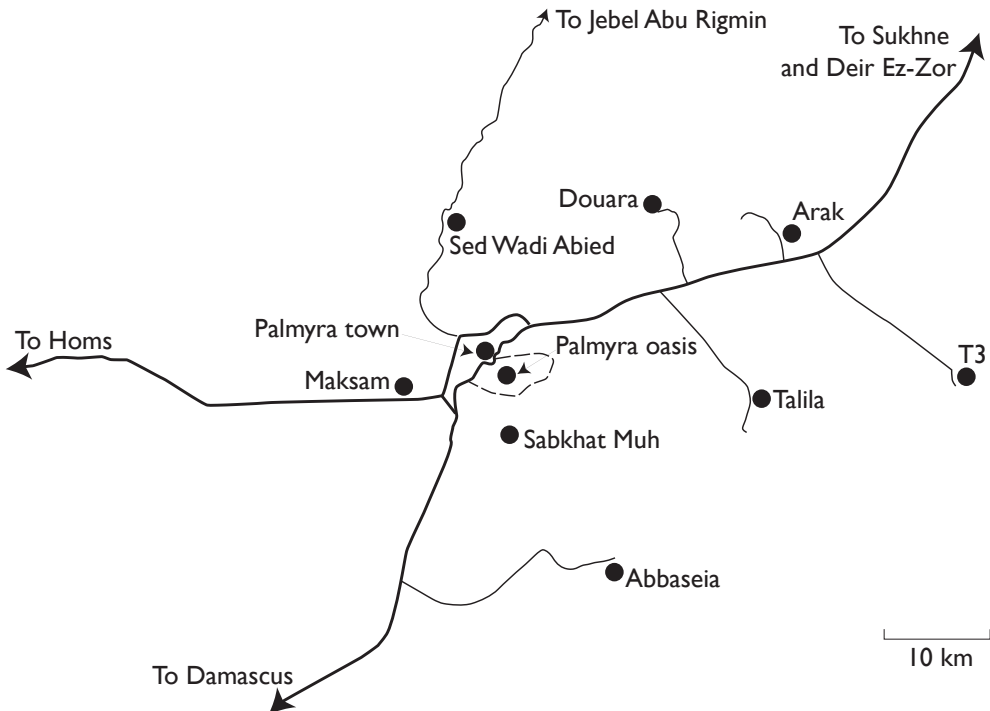 To Jebel Abu Rigmin
To Sukhne
and Deir Ez-Zor
Douara
Arak
Sed Wadi Abied
Palmyra town
Palmyra oasis
To Homs
T3
Maksam
Talila
Sabkhat Muh
Abbaseia
10 km
To Damascus